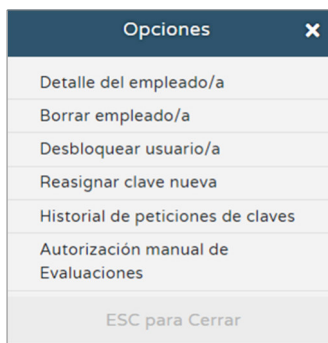 Opciones
Detalle del empleado/a
Borrar empleado/a
Desbloquear usuario/a
Reasignar clave nueva
Historial de peticiones de claves
Autorización manual de
Evaluaciones
ESC para Cerrar